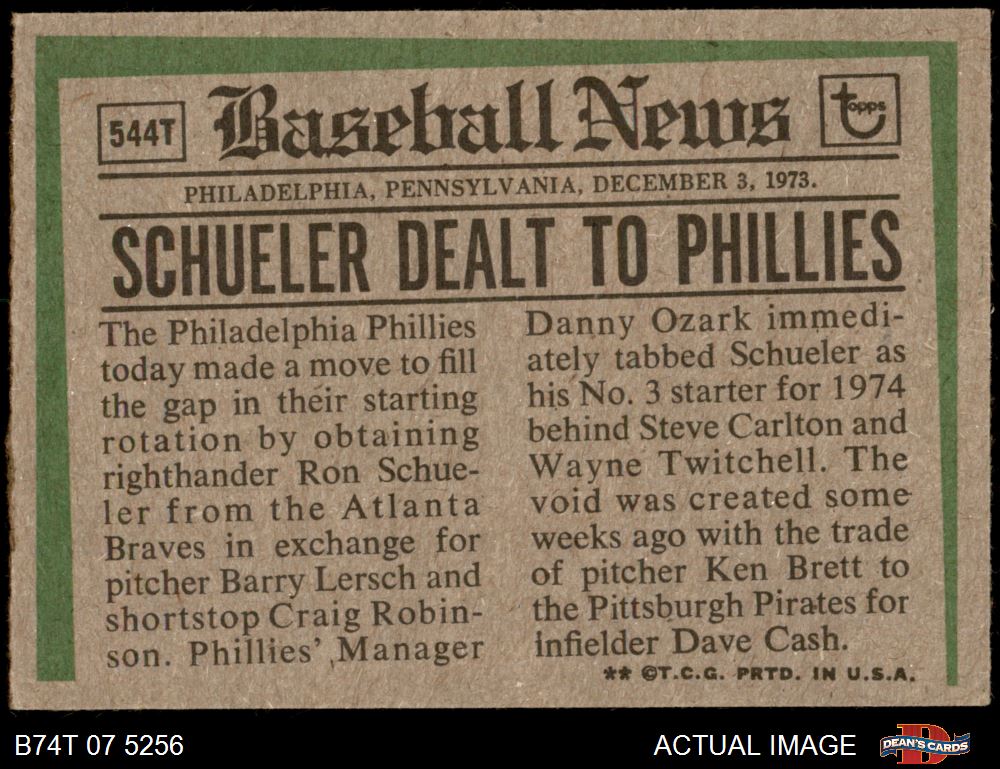 544T
Baseball News
topps
PHILADELPHIA, PENNSYLVANIA, DECEMBER 3, 1973.
SCHUELER DEALT TO PHILLIES
The Philadelphia Phillies
today made a move to fill
the gap in their starting
rotation by obtaining
righthander Ron Schue-
ler from the Atlanta
Braves in exchange for
pitcher Barry Lersch and
shortstop Craig Robin-
son. Phillies' Manager
Danny Ozark immedi-
ately tabbed Schueler as
his No. 3 starter for 1974
behind Steve Carlton and
Wayne Twitchell. The
void was created some
weeks ago with the trade
of pitcher Ken Brett to
the Pittsburgh Pirates for
infielder Dave Cash.
** ©T.C.G. PRTD. IN U.S.A.
B74T 07 5256
ACTUAL IMAGE
DEAN'S CARDS